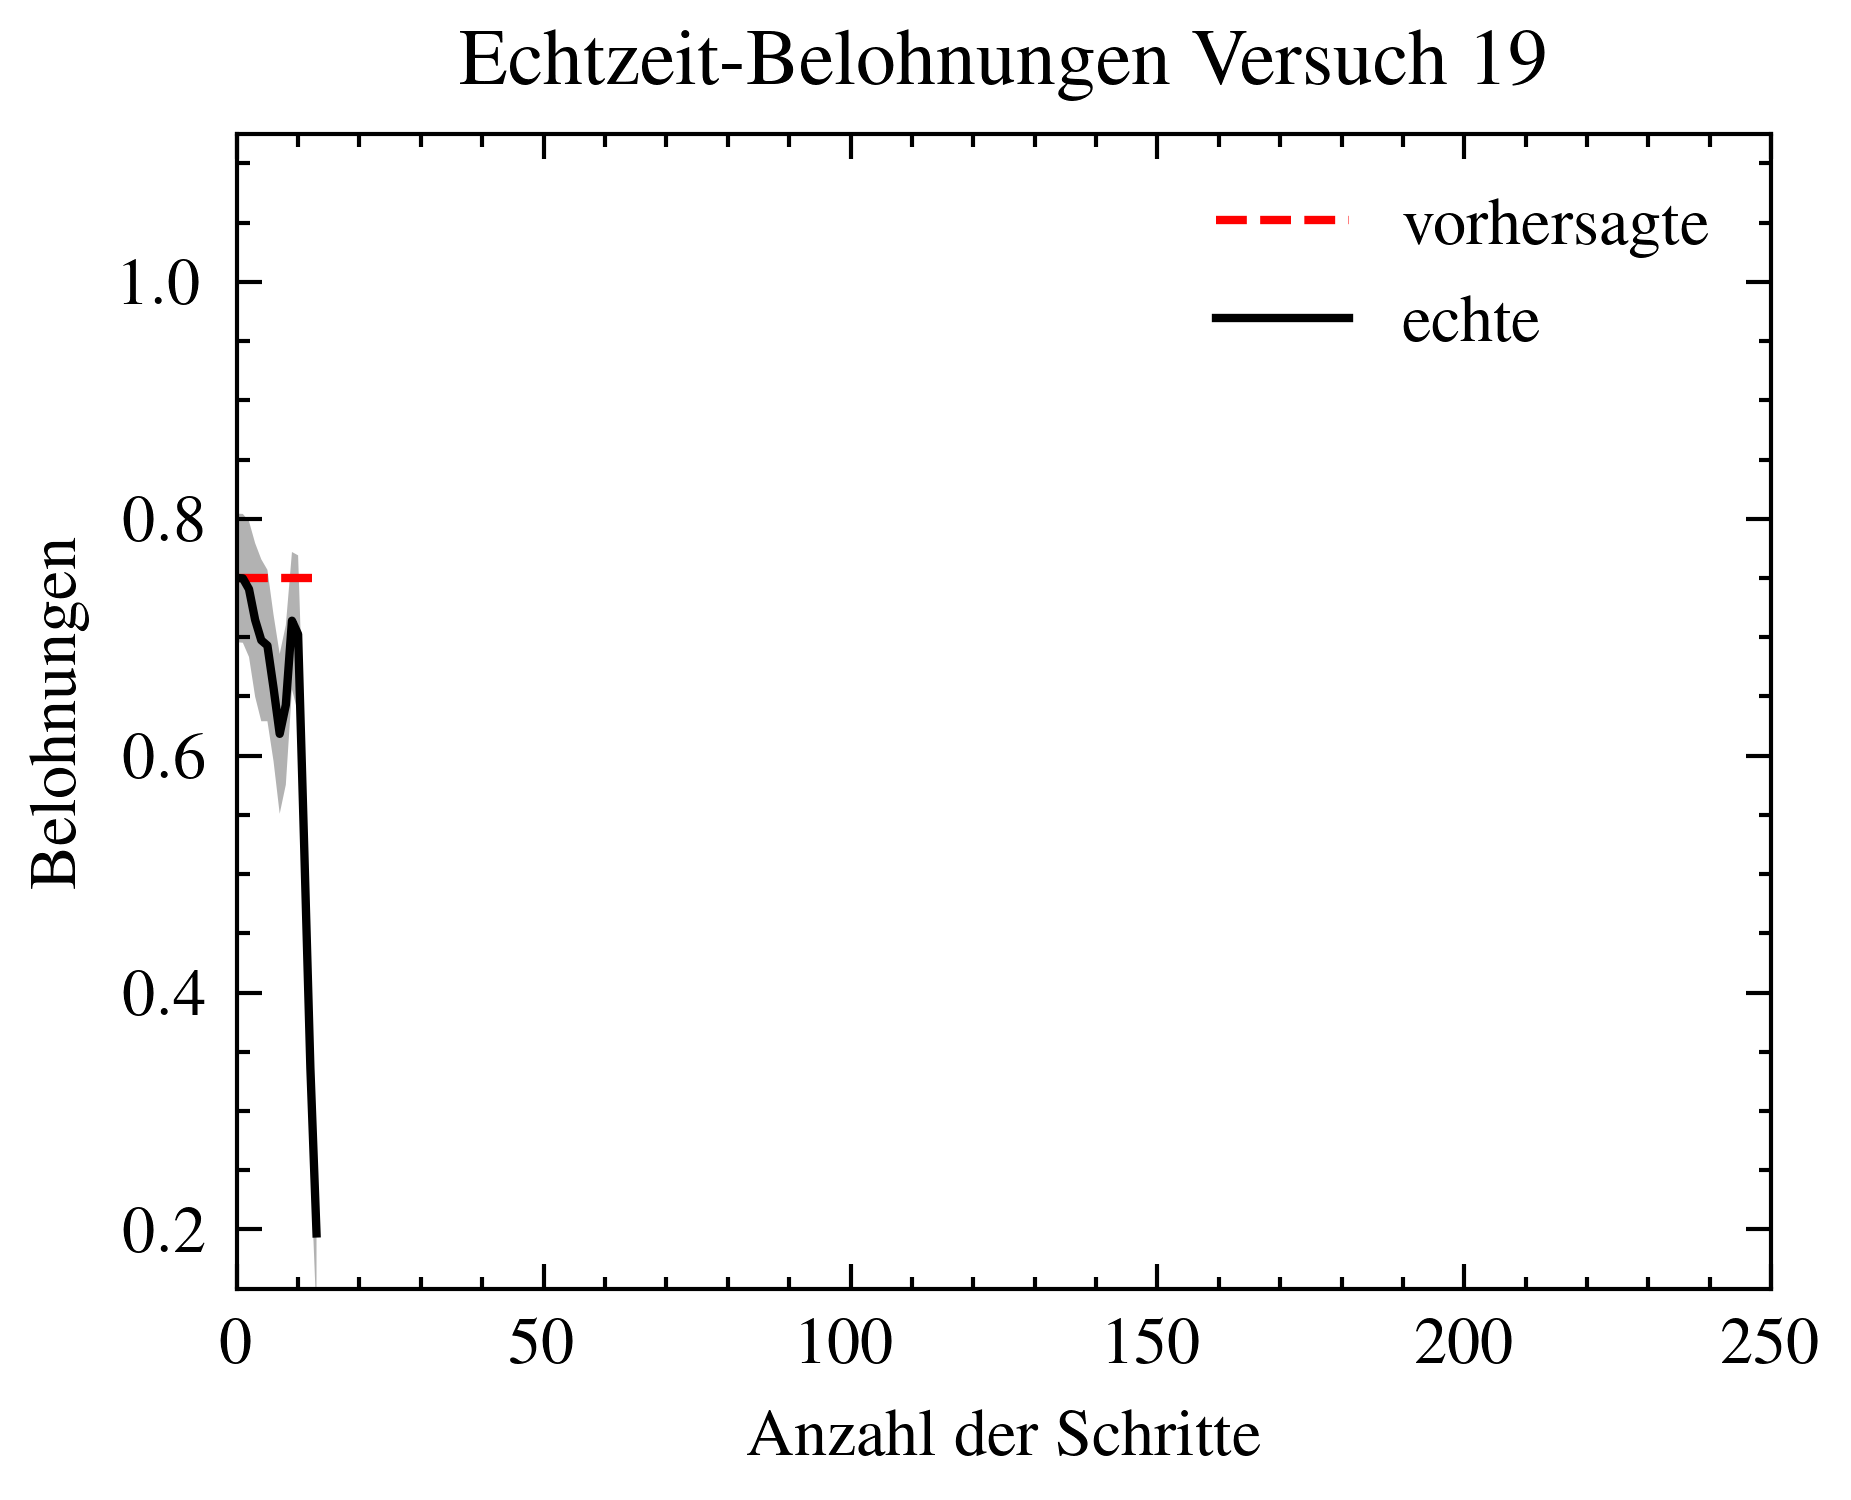 Echtzeit-Belohnungen Versuch 19
vorhersagte
echte
1.0
0.8
0.6
0.4
0.2
Belohnungen
0 50 100 150 200 250
Anzahl der Schritte